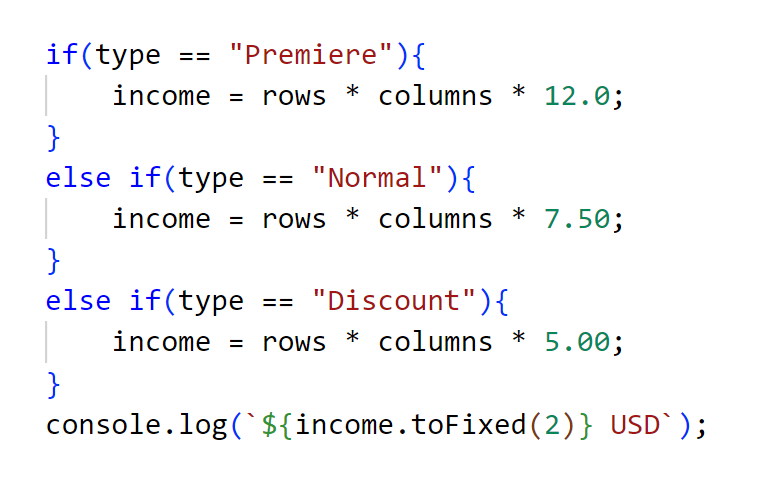 if(type == "Premiere"){
    income = rows * columns * 12.0;
}
else if(type == "Normal"){
    income = rows * columns * 7.50;
}
else if(type == "Discount"){
    income = rows * columns * 5.00;
}
console.log(`${income.toFixed(2)} USD`);